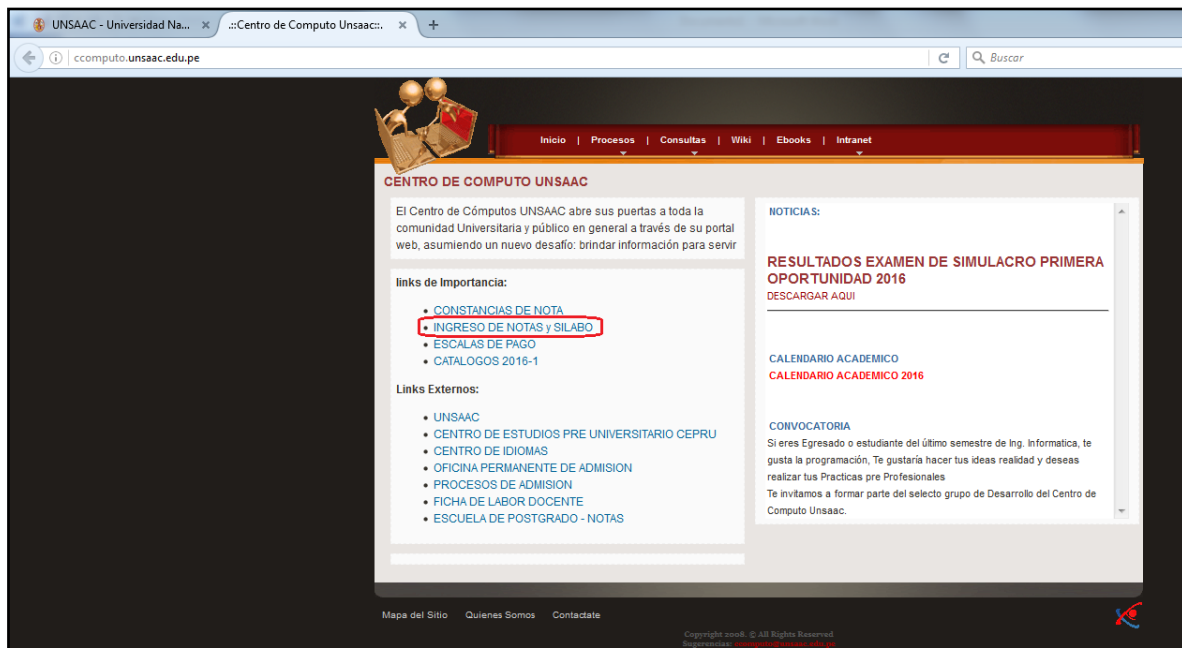 UNSAAC - Universidad Na...
.::Centro de Computo Unsaac::.
ccomputo.unsaac.edu.pe
Buscar
Inicio | Procesos | Consultas | Wiki | Ebooks | Intranet
CENTRO DE COMPUTO UNSAAC
El Centro de Cómputos UNSAAC abre sus puertas a toda la
comunidad Universitaria y público en general a través de su portal
web, asumiendo un nuevo desafío: brindar información para servir
links de Importancia:
CONSTANCIAS DE NOTA
INGRESO DE NOTAS y SILABO
ESCALAS DE PAGO
CATALOGOS 2016-1
Links Externos:
UNSAAC
CENTRO DE ESTUDIOS PRE UNIVERSITARIO CEPRU
CENTRO DE IDIOMAS
OFICINA PERMANENTE DE ADMISION
PROCESOS DE ADMISION
FICHA DE LABOR DOCENTE
ESCUELA DE POSTGRADO - NOTAS
NOTICIAS:
RESULTADOS EXAMEN DE SIMULACRO PRIMERA
OPORTUNIDAD 2016
DESCARGAR AQUI
CALENDARIO ACADEMICO
CALENDARIO ACADEMICO 2016
CONVOCATORIA
Si eres Egresado o estudiante del último semestre de Ing. Informatica, te
gusta la programación, Te gustaría hacer tus ideas realidad y deseas
realizar tus Practicas pre Profesionales
Te invitamos a formar parte del selecto grupo de Desarrollo del Centro de
Computo Unsaac.
Mapa del Sitio Quienes Somos Contactate
Copyright 2008. © All Rights Reserved
Sugerencias: ccomputo@unsaac.edu.pe